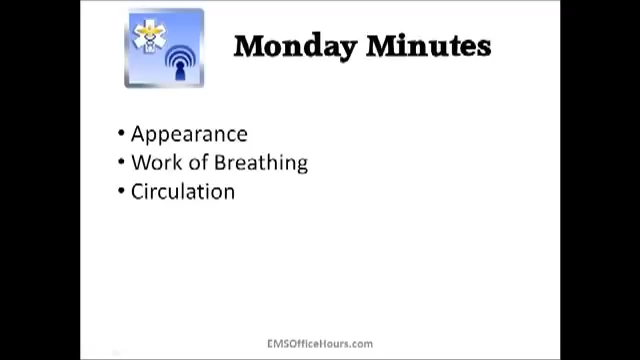 Monday Minutes
• Appearance
• Work of Breathing
• Circulation
EMSOfficeHours.com